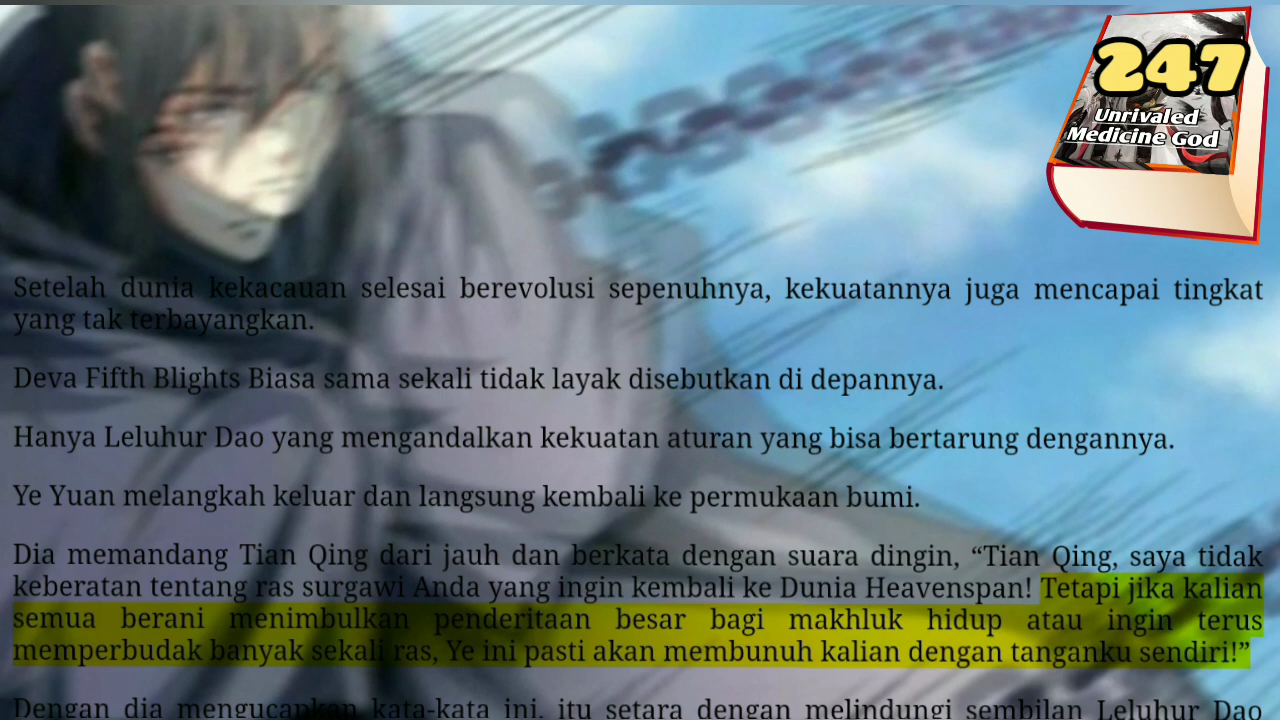 247
Unrivaled
Medicine God
Setelah dunia kekacauan selesai berevolusi sepenuhnya, kekuatannya juga mencapai tingkat
yang tak terbayangkan.
Deva Fifth Blights Biasa sama sekali tidak layak disebutkan di depannya.
Hanya Leluhur Dao yang mengandalkan kekuatan aturan yang bisa bertarung dengannya.
Ye Yuan melangkah keluar dan langsung kembali ke permukaan bumi.
Dia memandang Tian Qing dari jauh dan berkata dengan suara dingin, “Tian Qing, saya tidak
keberatan tentang ras surgawi Anda yang ingin kembali ke Dunia Heavenspan! Tetapi jika kalian
semua berani menimbulkan penderitaan besar bagi makhluk hidup atau ingin terus
memperbudak banyak sekali ras, Ye ini pasti akan membunuh kalian dengan tanganku sendiri!”
Dengan dia mengucapkan kata-kata ini, itu setara dengan melindungi sembilan Leluhur Dao